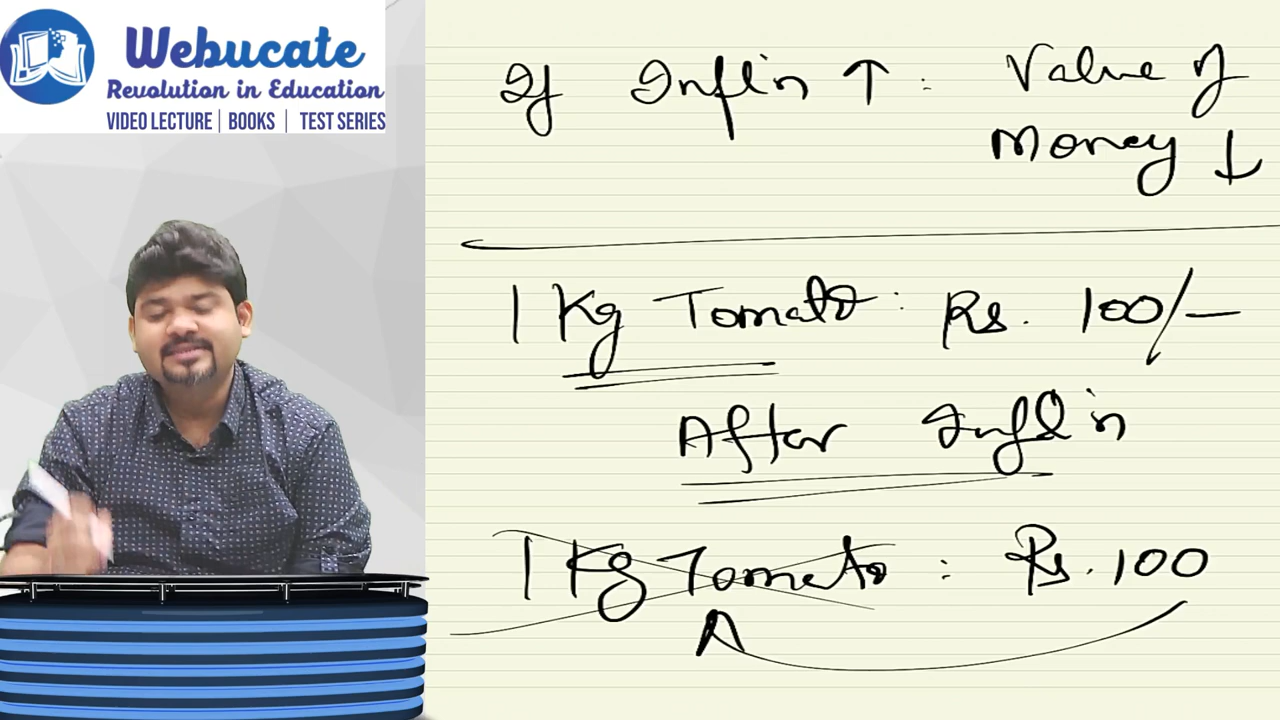 Webucate
Revolution in Education
VIDEO LECTURE | BOOKS | TEST SERIES
If Infl'n ↑ : Value of
Money ↓
1 Kg Tomato : Rs. 100/-
After Infl'n
1 Kg Tomato : Rs. 100